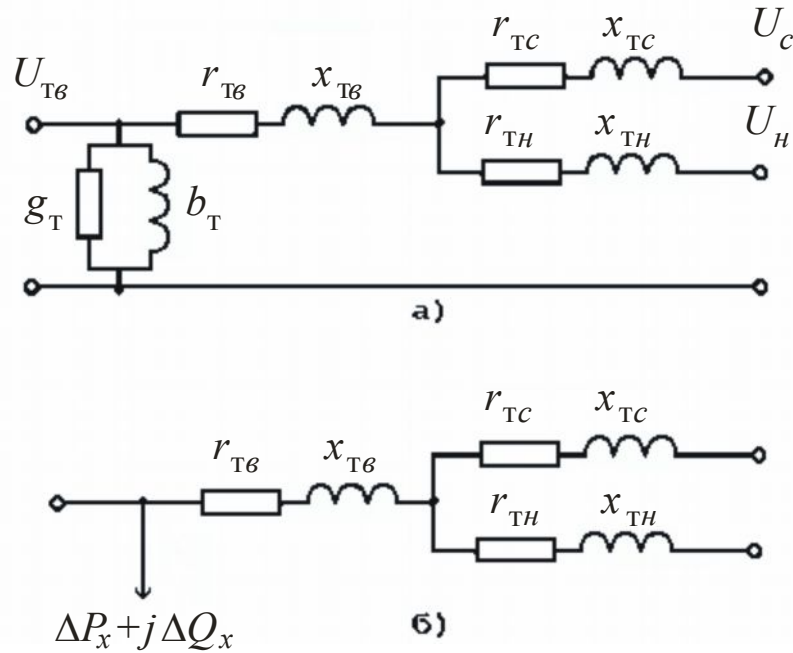 r_тс x_тс U_с
U_тв r_тв x_тв
r_тн x_тн U_н
g_т b_т
а)
r_тс x_тс
r_тв x_тв
r_тн x_тн
ΔP_x+jΔQ_x
б)